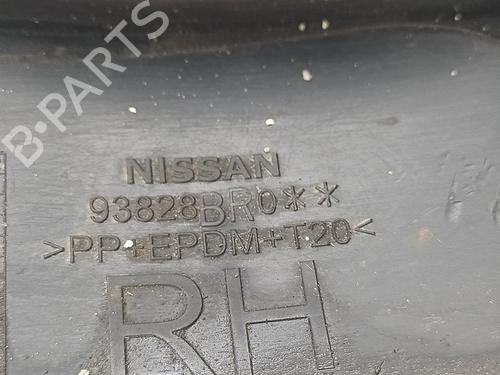 B-PARTS
NISSAN
93828BR0**
>PP+EPDM+T20<
RH